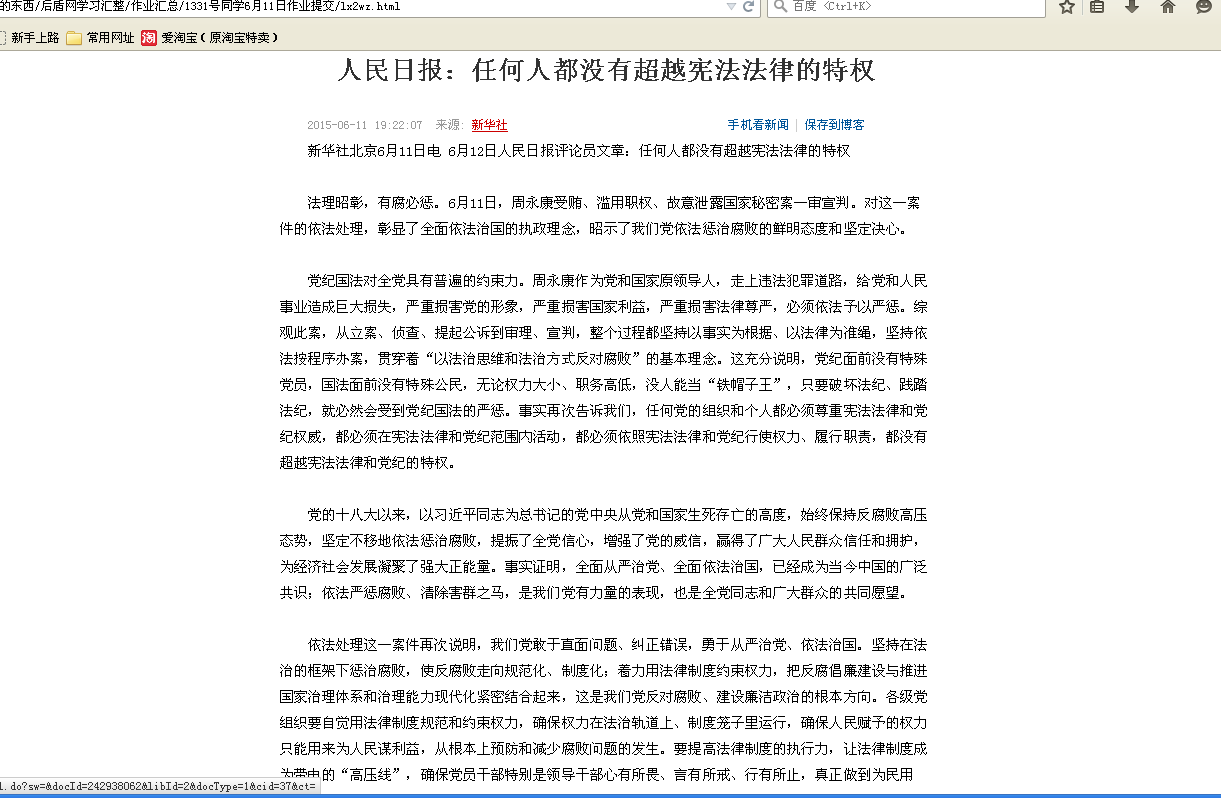 的东西/后盾网学习汇整/作业汇总/1331号同学6月11日作业提交/lx2wz.html
百度 <Ctrl+K>
新手上路 常用网址 淘 爱淘宝（原淘宝特卖）
人民日报：任何人都没有超越宪法法律的特权
2015-06-11 19:22:07 来源: 新华社 手机看新闻 | 保存到博客
新华社北京6月11日电 6月12日人民日报评论员文章：任何人都没有超越宪法法律的特权
法理昭彰，有腐必惩。6月11日，周永康受贿、滥用职权、故意泄露国家秘密案一审宣判。对这一案
件的依法处理，彰显了全面依法治国的执政理念，昭示了我们党依法惩治腐败的鲜明态度和坚定决心。
党纪国法对全党具有普遍的约束力。周永康作为党和国家原领导人，走上违法犯罪道路，给党和人民
事业造成巨大损失，严重损害党的形象，严重损害国家利益，严重损害法律尊严，必须依法予以严惩。综
观此案，从立案、侦查、提起公诉到审理、宣判，整个过程都坚持以事实为根据、以法律为准绳，坚持依
法按程序办案，贯穿着“以法治思维和法治方式反对腐败”的基本理念。这充分说明，党纪面前没有特殊
党员，国法面前没有特殊公民，无论权力大小、职务高低，没人能当“铁帽子王”，只要破坏法纪、践踏
法纪，就必然会受到党纪国法的严惩。事实再次告诉我们，任何党的组织和个人都必须尊重宪法法律和党
纪权威，都必须在宪法法律和党纪范围内活动，都必须依照宪法法律和党纪行使权力、履行职责，都没有
超越宪法法律和党纪的特权。
党的十八大以来，以习近平同志为总书记的党中央从党和国家生死存亡的高度，始终保持反腐败高压
态势，坚定不移地依法惩治腐败，提振了全党信心，增强了党的威信，赢得了广大人民群众信任和拥护，
为经济社会发展凝聚了强大正能量。事实证明，全面从严治党、全面依法治国，已经成为当今中国的广泛
共识；依法严惩腐败、清除害群之马，是我们党有力量的表现，也是全党同志和广大群众的共同愿望。
依法处理这一案件再次说明，我们党敢于直面问题、纠正错误，勇于从严治党、依法治国。坚持在法
治的框架下惩治腐败，使反腐败走向规范化、制度化；着力用法律制度约束权力，把反腐倡廉建设与推进
国家治理体系和治理能力现代化紧密结合起来，这是我们党反对腐败、建设廉洁政治的根本方向。各级党
组织要自觉用法律制度规范和约束权力，确保权力在法治轨道上、制度笼子里运行，确保人民赋予的权力
只能用来为人民谋利益，从根本上预防和减少腐败问题的发生。要提高法律制度的执行力，让法律制度成
为带电的“高压线”，确保党员干部特别是领导干部心有所畏、言有所戒、行有所止，真正做到为民用
l.do?sw=&docId=242938062&libId=2&docType=1&cid=37&ct=